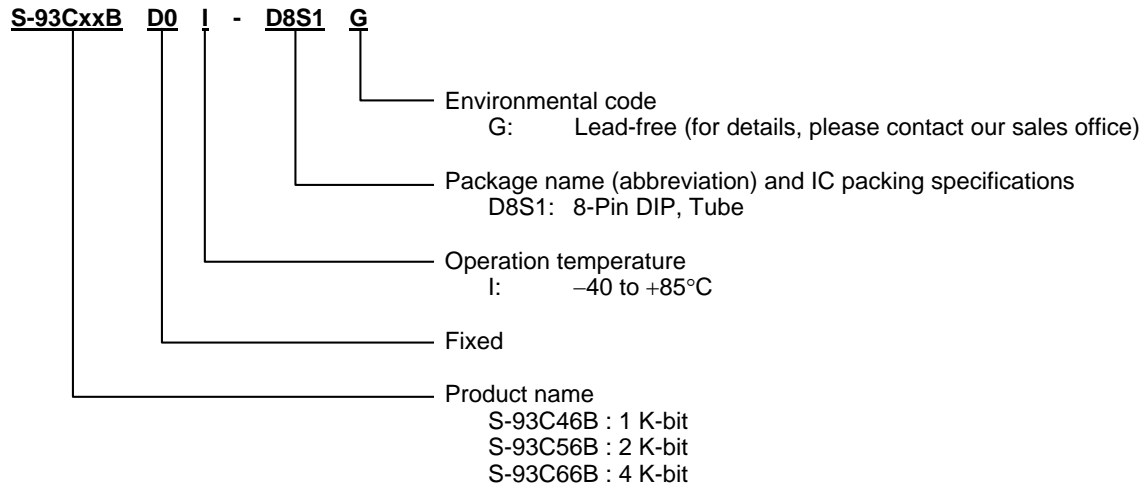 S-93CxxB D0 I - D8S1 G
Environmental code
G: Lead-free (for details, please contact our sales office)
Package name (abbreviation) and IC packing specifications
D8S1: 8-Pin DIP, Tube
Operation temperature
I: −40 to +85°C
Fixed
Product name
S-93C46B : 1 K-bit
S-93C56B : 2 K-bit
S-93C66B : 4 K-bit